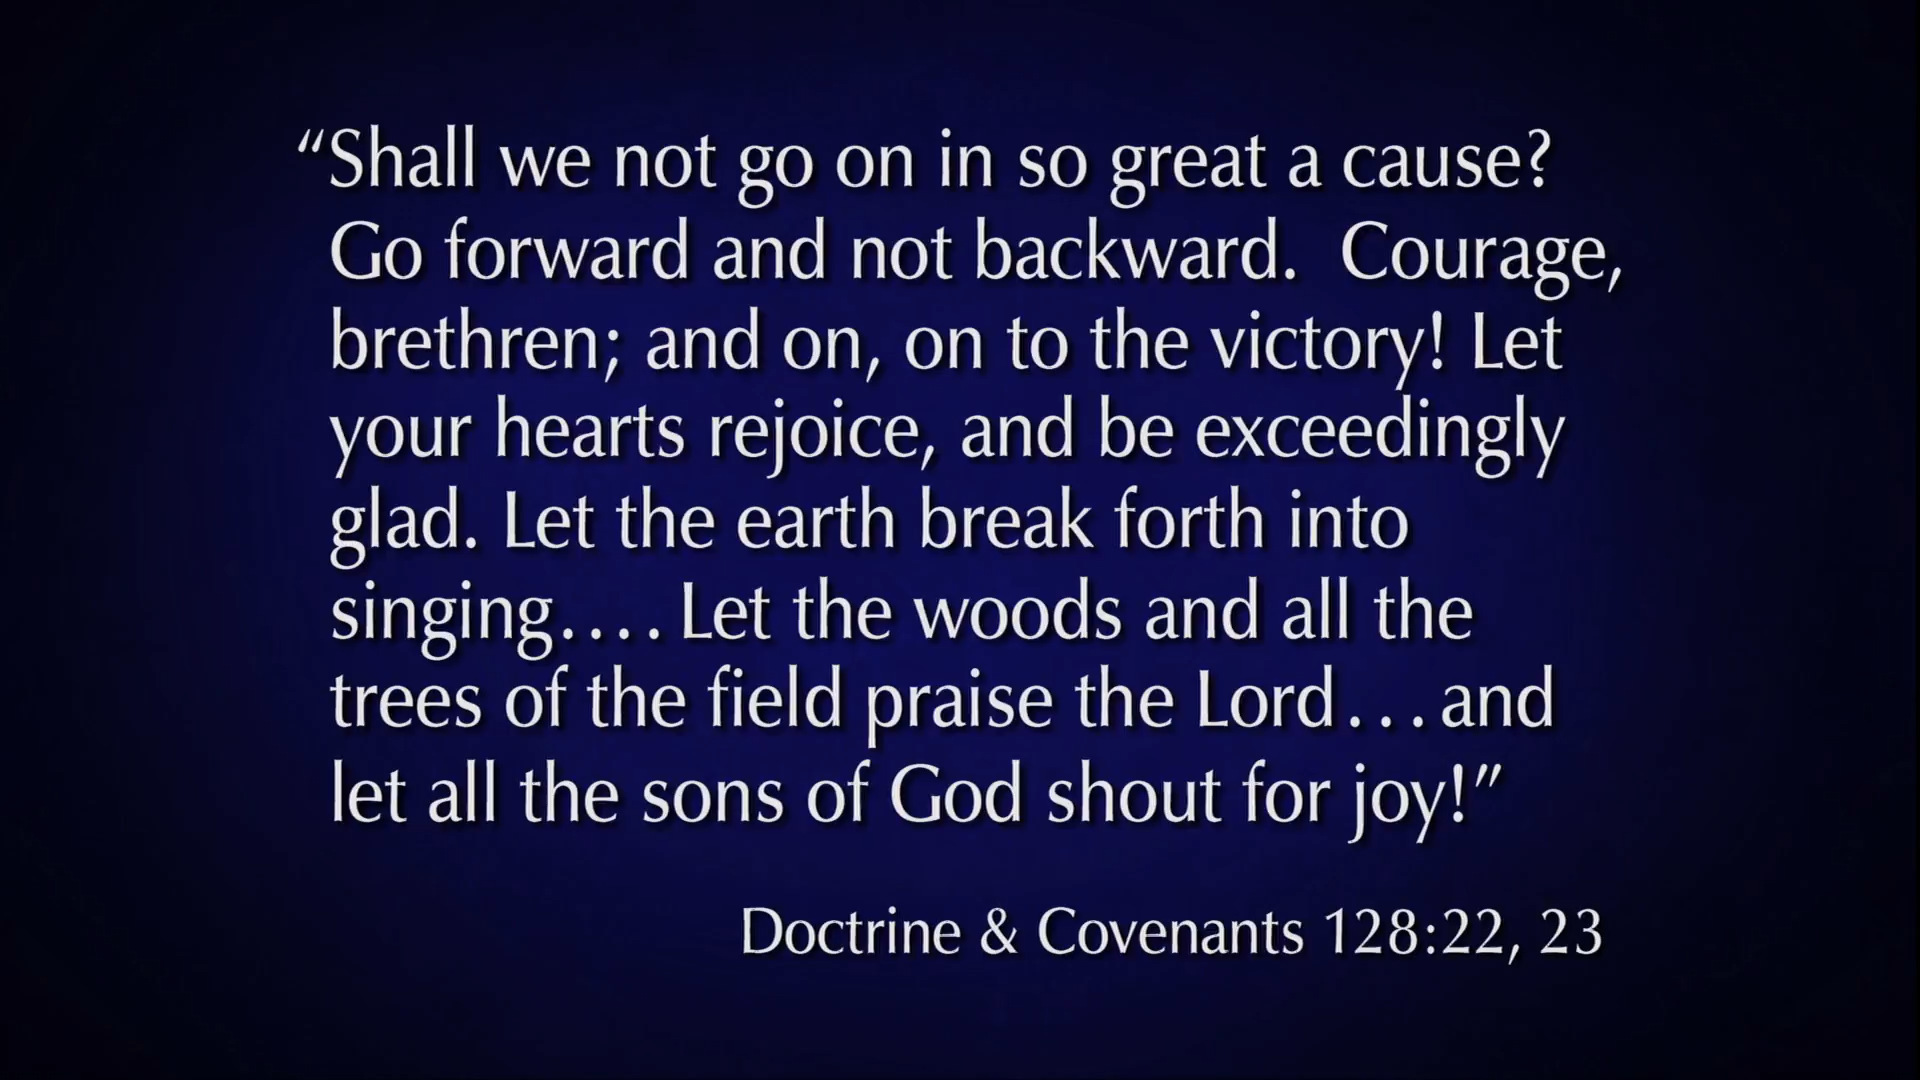 “Shall we not go on in so great a cause?
Go forward and not backward.  Courage,
brethren; and on, on to the victory! Let
your hearts rejoice, and be exceedingly
glad. Let the earth break forth into
singing.... Let the woods and all the
trees of the field praise the Lord...and
let all the sons of God shout for joy!”
Doctrine & Covenants 128:22, 23